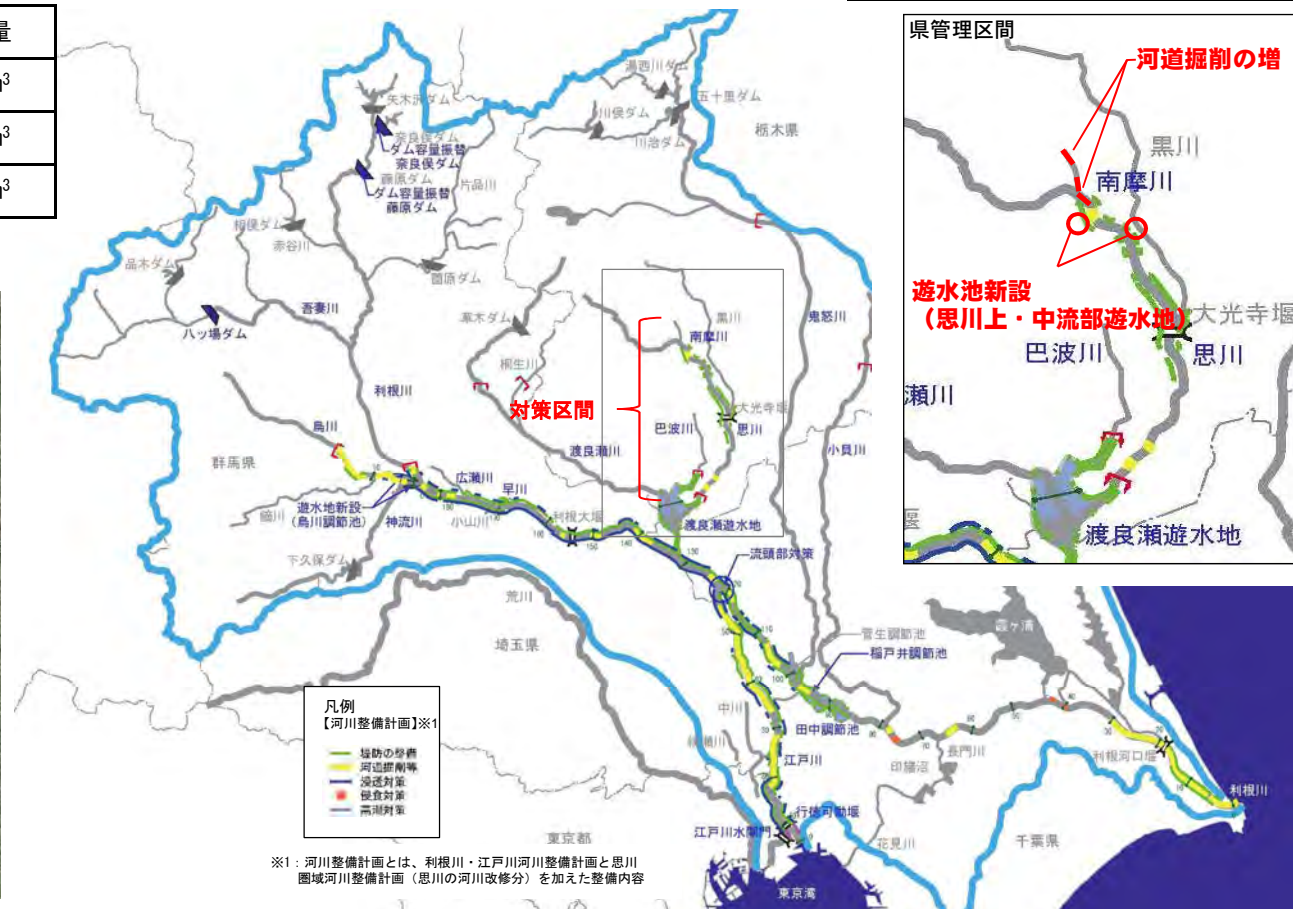 量
m³
m³
m³
県管理区間
河道掘削の増
黒川
南摩川
遊水池新設
(思川上・中流部遊水地)
大光寺堰
巴波川
思川
瀬川
堰
渡良瀬遊水地
湯西川ダム
五十里ダム
川俣ダム
川治ダム
栃木県
矢木沢ダム
奈良俣ダム
ダム容量振替
奈良俣ダム
藤原ダム
ダム容量振替
藤原ダム
片品川
相俣ダム
赤谷川
品木ダム
薗原ダム
吾妻川
八ッ場ダム
草木ダム
黒川
南摩川
鬼怒川
利根川
桐生川
対策区間
大光寺堰
思川
巴波川
小貝川
烏川
群馬県
渡良瀬川
広瀬川
早川
遊水地新設
(烏川調節池)
神流川
小山川
利根大堰
渡良瀬遊水地
鏑川
下久保ダム
流頭部対策
荒川
埼玉県
菅生調節池
稲戸井調節池
霞ヶ浦
中川
綾瀬川
田中調節池
江戸川
印旛沼
長門川
利根河口堰
利根川
行徳可動堰
江戸川水閘門
花見川
千葉県
東京都
東京湾
凡例
【河川整備計画】※1
堤防の整備
河道掘削等
浸透対策
侵食対策
高潮対策
※1:河川整備計画とは、利根川・江戸川河川整備計画と思川
圏域河川整備計画(思川の河川改修分)を加えた整備内容